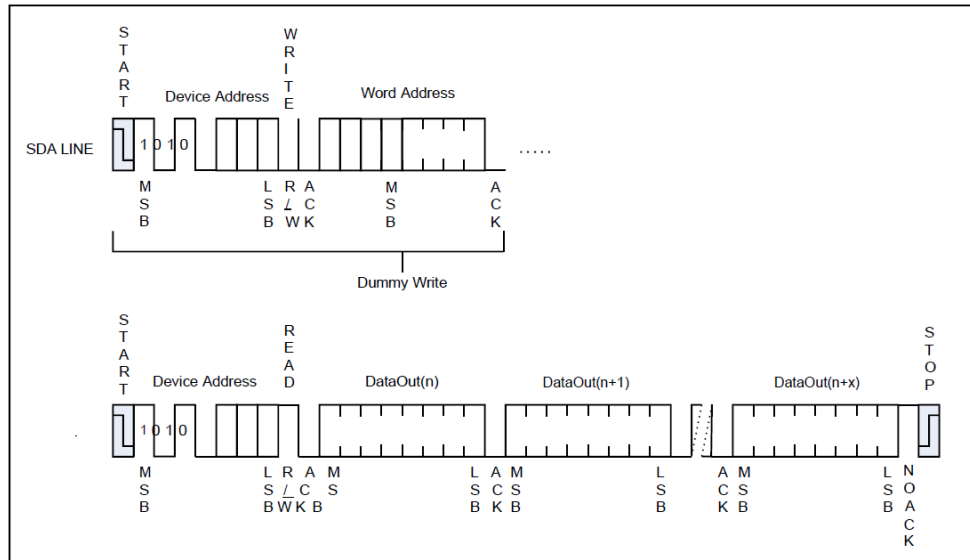 START
WRITE
Device Address
Word Address
SDA LINE
1 0 1 0
.....
MSB
LSB
R/W
ACK
MSB
ACK
Dummy Write
START
READ
STOP
Device Address
DataOut(n)
DataOut(n+1)
DataOut(n+x)
1 0 1 0
MSB
LSB
R/W
ACK
MSB
LSB
ACK
MSB
LSB
ACK
MSB
LSB
NOACK